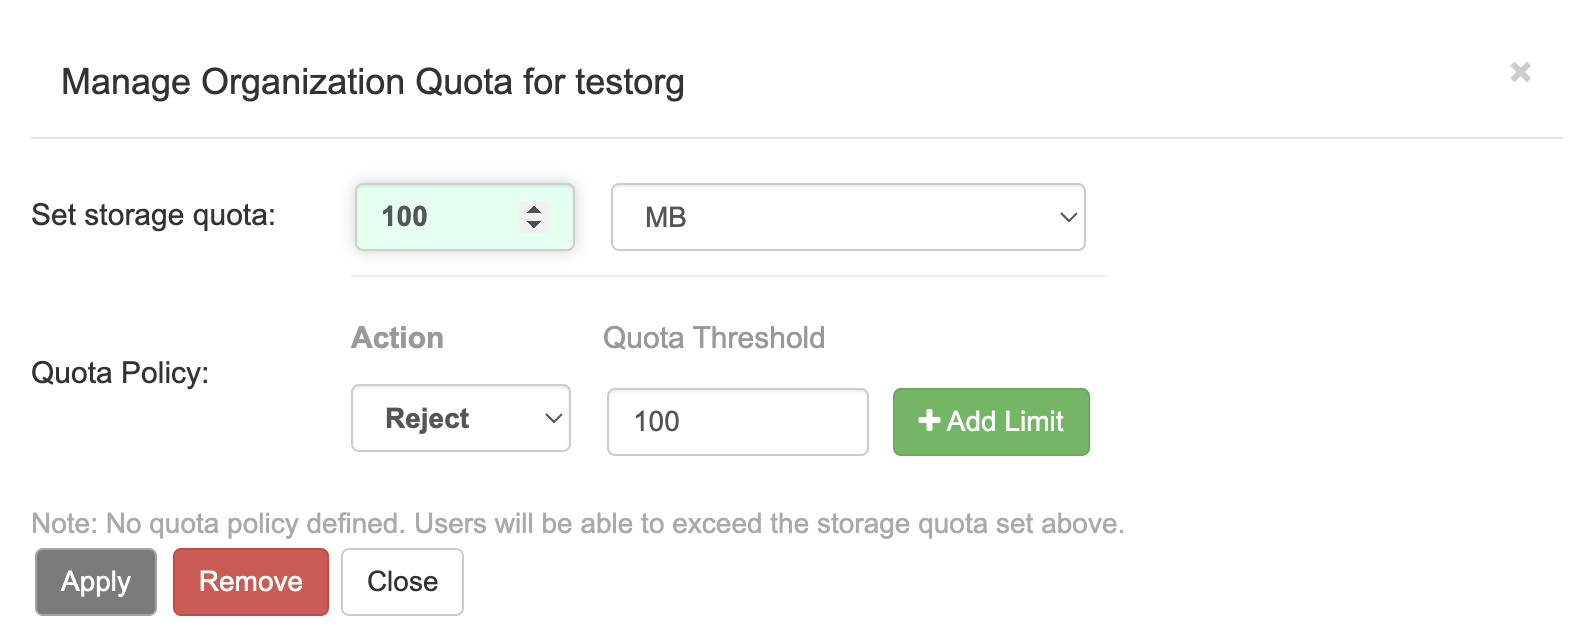 Manage Organization Quota for testorg
×
Set storage quota: 100 MB
Action Quota Threshold
Quota Policy:
Reject 100 + Add Limit
Note: No quota policy defined. Users will be able to exceed the storage quota set above.
Apply Remove Close